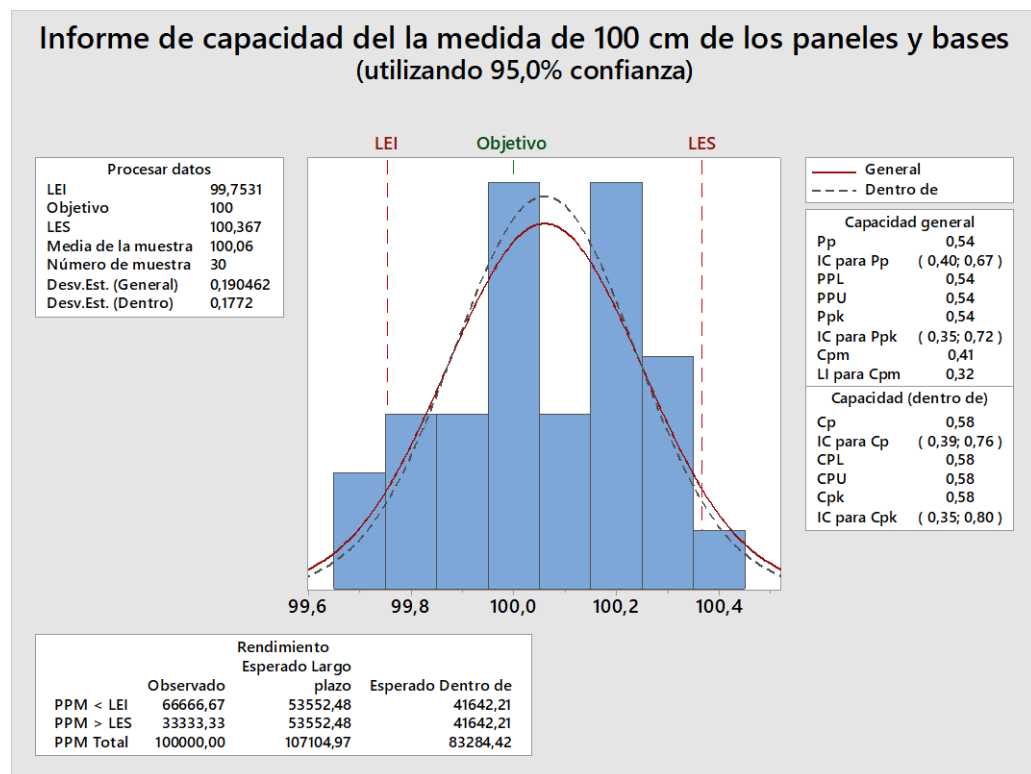 Informe de capacidad del la medida de 100 cm de los paneles y bases
(utilizando 95,0% confianza)
LEI Objetivo LES
Procesar datos
LEI 99,7531
Objetivo 100
LES 100,367
Media de la muestra 100,06
Número de muestra 30
Desv.Est. (General) 0,190462
Desv.Est. (Dentro) 0,1772
General
Dentro de
Capacidad general
Pp 0,54
IC para Pp ( 0,40; 0,67 )
PPL 0,54
PPU 0,54
Ppk 0,54
IC para Ppk ( 0,35; 0,72 )
Cpm 0,41
LI para Cpm 0,32
Capacidad (dentro de)
Cp 0,58
IC para Cp ( 0,39; 0,76 )
CPL 0,58
CPU 0,58
Cpk 0,58
IC para Cpk ( 0,35; 0,80 )
99,6 99,8 100,0 100,2 100,4
Rendimiento
Esperado Largo
Observado plazo Esperado Dentro de
PPM < LEI 66666,67 53552,48 41642,21
PPM > LES 33333,33 53552,48 41642,21
PPM Total 100000,00 107104,97 83284,42